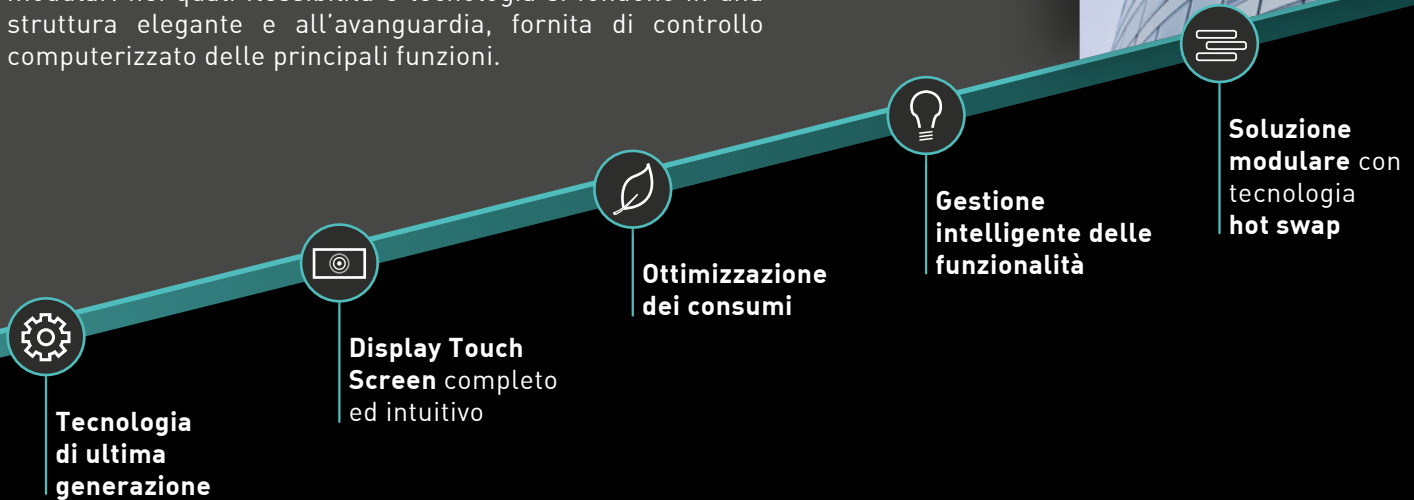 struttura elegante e all'avanguardia, fornita di controllo
computerizzato delle principali funzioni.
Tecnologia
di ultima
generazione
Display Touch
Screen completo
ed intuitivo
Ottimizzazione
dei consumi
Gestione
intelligente delle
funzionalità
Soluzione
modulare con
tecnologia
hot swap